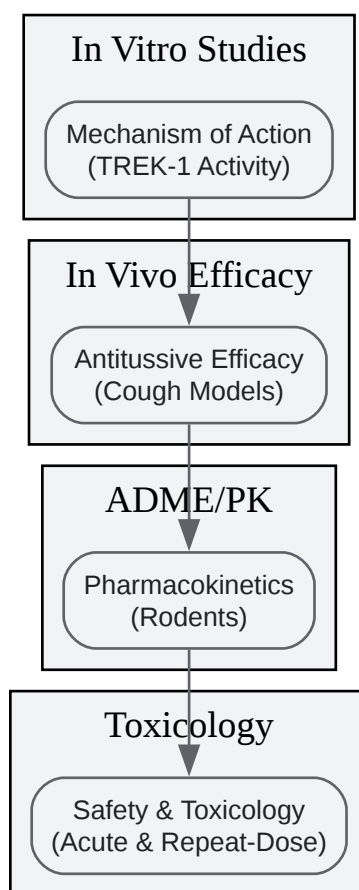 In Vitro Studies
Mechanism of Action
(TREK-1 Activity)
In Vivo Efficacy
Antitussive Efficacy
(Cough Models)
ADME/PK
Pharmacokinetics
(Rodents)
Toxicology
Safety & Toxicology
(Acute & Repeat-Dose)